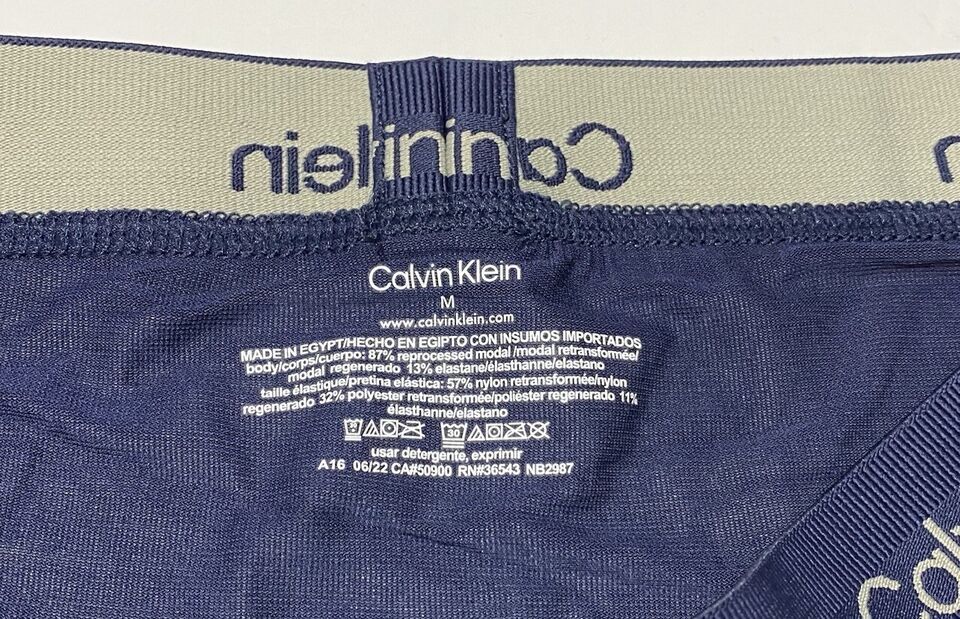 Calvin Klein
Calvin Klein
M
www.calvinklein.com
MADE IN EGYPT/HECHO EN EGIPTO CON INSUMOS IMPORTADOS
body/corps/cuerpo: 87% reprocessed modal /modal retransformée/
modal regenerado 13% elastane/élasthanne/elastano
taille élastique/pretina elástica: 57% nylon retransformée/nylon
regenerado 32% polyester retransformée/poliéster regenerado 11%
élasthanne/elastano
30
usar detergente, exprimir
A16 06/22 CA#50900 RN#36543 NB2987
Calv